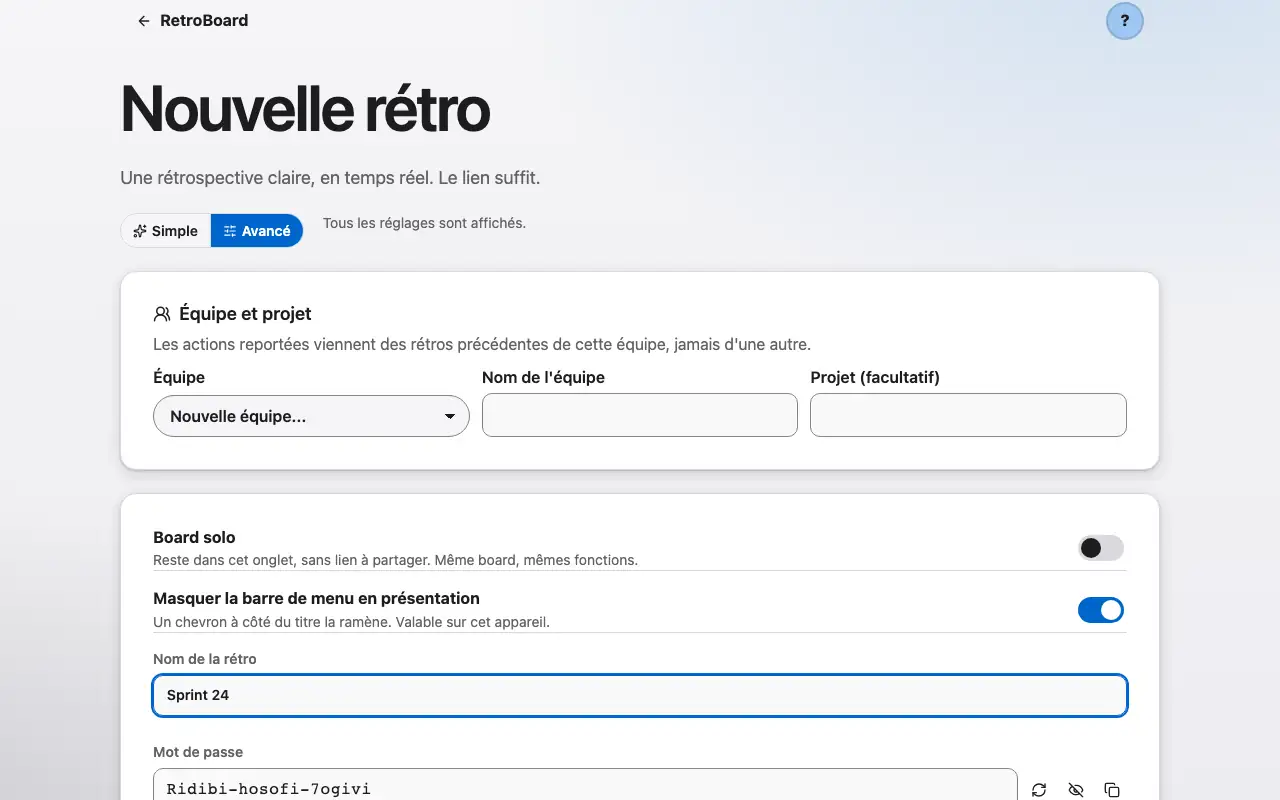 RetroBoard
?
Nouvelle rétro
Une rétrospective claire, en temps réel. Le lien suffit.
Simple
Avancé
Tous les réglages sont affichés.
Équipe et projet
Les actions reportées viennent des rétros précédentes de cette équipe, jamais d'une autre.
Équipe
Nom de l'équipe
Projet (facultatif)
Nouvelle équipe...
Board solo
Reste dans cet onglet, sans lien à partager. Même board, mêmes fonctions.
Masquer la barre de menu en présentation
Un chevron à côté du titre la ramène. Valable sur cet appareil.
Nom de la rétro
Sprint 24
Mot de passe
Ridibi-hosofi-7ogivi